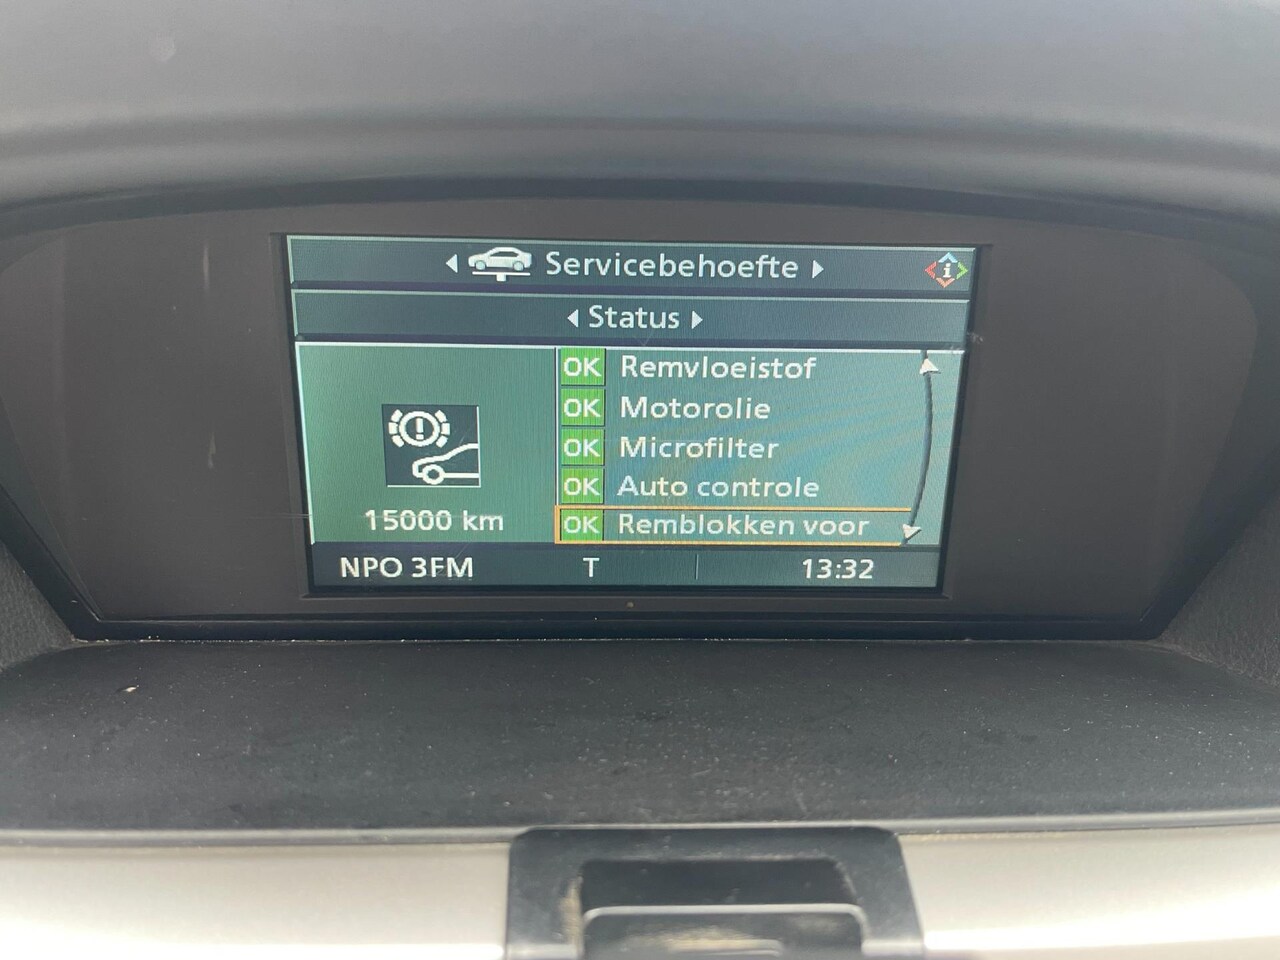 Servicebehoefte
Status
OK Remvloeistof
OK Motorolie
OK Microfilter
OK Auto controle
OK Remblokken voor
15000 km
NPO 3FM T 13:32